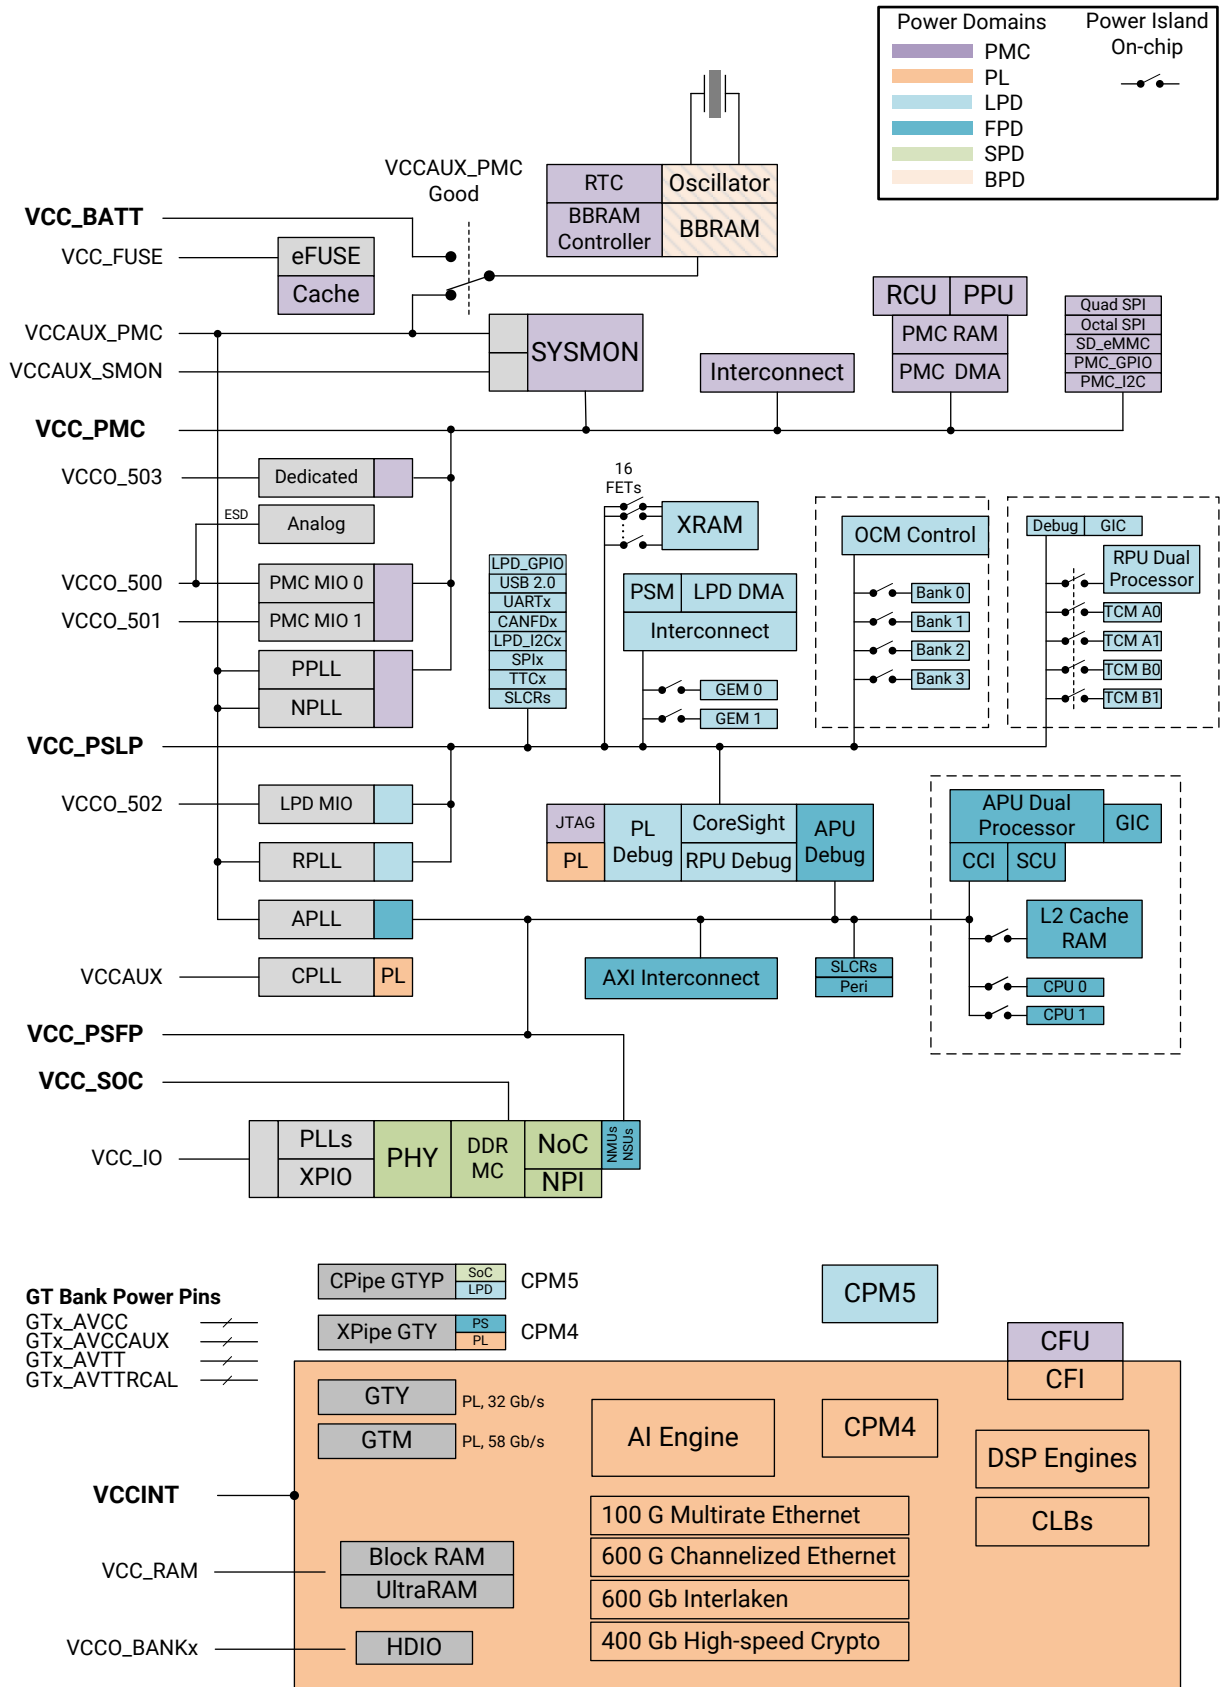 Power Domains
PMC
PL
LPD
FPD
SPD
BPD
Power Island
On-chip
VCCAUX_PMC
Good
RTC
Oscillator
BBRAM
Controller
BBRAM
VCC_BATT
VCC_FUSE
eFUSE
Cache
VCCAUX_PMC
VCCAUX_SMON
SYSMON
Interconnect
RCU
PPU
PMC RAM
PMC DMA
Quad SPI
Octal SPI
SD_eMMC
PMC_GPIO
PMC_I2C
VCC_PMC
VCCO_503
Dedicated
ESD
Analog
VCCO_500
PMC MIO 0
VCCO_501
PMC MIO 1
PPLL
NPLL
16
FETs
XRAM
LPD_GPIO
USB 2.0
UARTx
CANFDx
LPD_I2Cx
SPIx
TTCx
SLCRs
PSM
LPD DMA
Interconnect
GEM 0
GEM 1
OCM Control
Bank 0
Bank 1
Bank 2
Bank 3
Debug
GIC
RPU Dual
Processor
TCM A0
TCM A1
TCM B0
TCM B1
VCC_PSLP
VCCO_502
LPD MIO
RPLL
APLL
VCCAUX
CPLL
PL
JTAG
PL
PL
Debug
CoreSight
RPU Debug
APU
Debug
AXI Interconnect
SLCRs
Peri
APU Dual
Processor
GIC
CCI
SCU
L2 Cache
RAM
CPU 0
CPU 1
VCC_PSFP
VCC_SOC
VCC_IO
PLLs
XPIO
PHY
DDR
MC
NoC
NPI
NMUs
NSUs
GT Bank Power Pins
GTx_AVCC
GTx_AVCCAUX
GTx_AVTT
GTx_AVTTRCAL
CPipe GTYP
SoC
LPD
CPM5
XPipe GTY
PS
PL
CPM4
CPM5
CFU
CFI
GTY
PL, 32 Gb/s
GTM
PL, 58 Gb/s
AI Engine
CPM4
DSP Engines
CLBs
VCCINT
100 G Multirate Ethernet
600 G Channelized Ethernet
600 Gb Interlaken
400 Gb High-speed Crypto
VCC_RAM
Block RAM
UltraRAM
VCCO_BANKx
HDIO